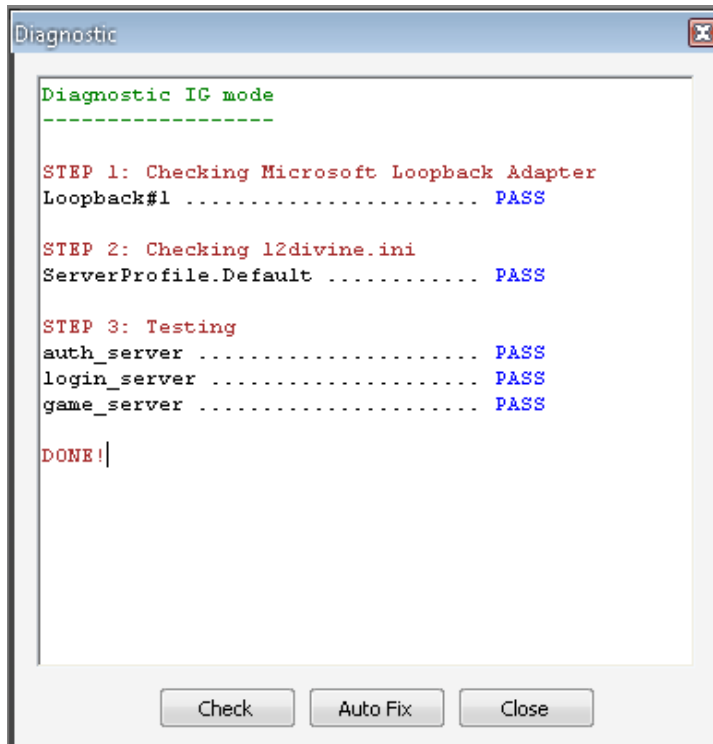 Diagnostic
Diagnostic IG mode
------------------
STEP 1: Checking Microsoft Loopback Adapter
Loopback#1 ....................... PASS
STEP 2: Checking l2divine.ini
ServerProfile.Default ............ PASS
STEP 3: Testing
auth_server ...................... PASS
login_server ..................... PASS
game_server ...................... PASS
DONE!
Check
Auto Fix
Close